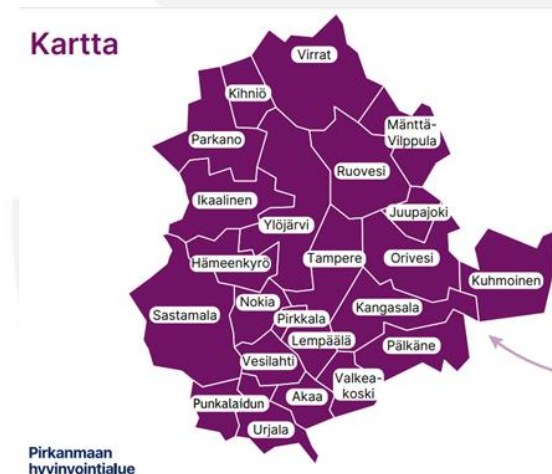 Kartta
Virrat
Kihniö
Mänttä-
Vilppula
Parkano
Ruovesi
Ikaalinen
Juupajoki
Ylöjärvi
Hämeenkyrö
Tampere
Orivesi
Kuhmoinen
Nokia
Kangasala
Sastamala
Pirkkala
Lempäälä
Pälkäne
Vesilahti
Valkea-
koski
Punkalaidun
Akaa
Urjala
Pirkanmaan
hyvinvointialue